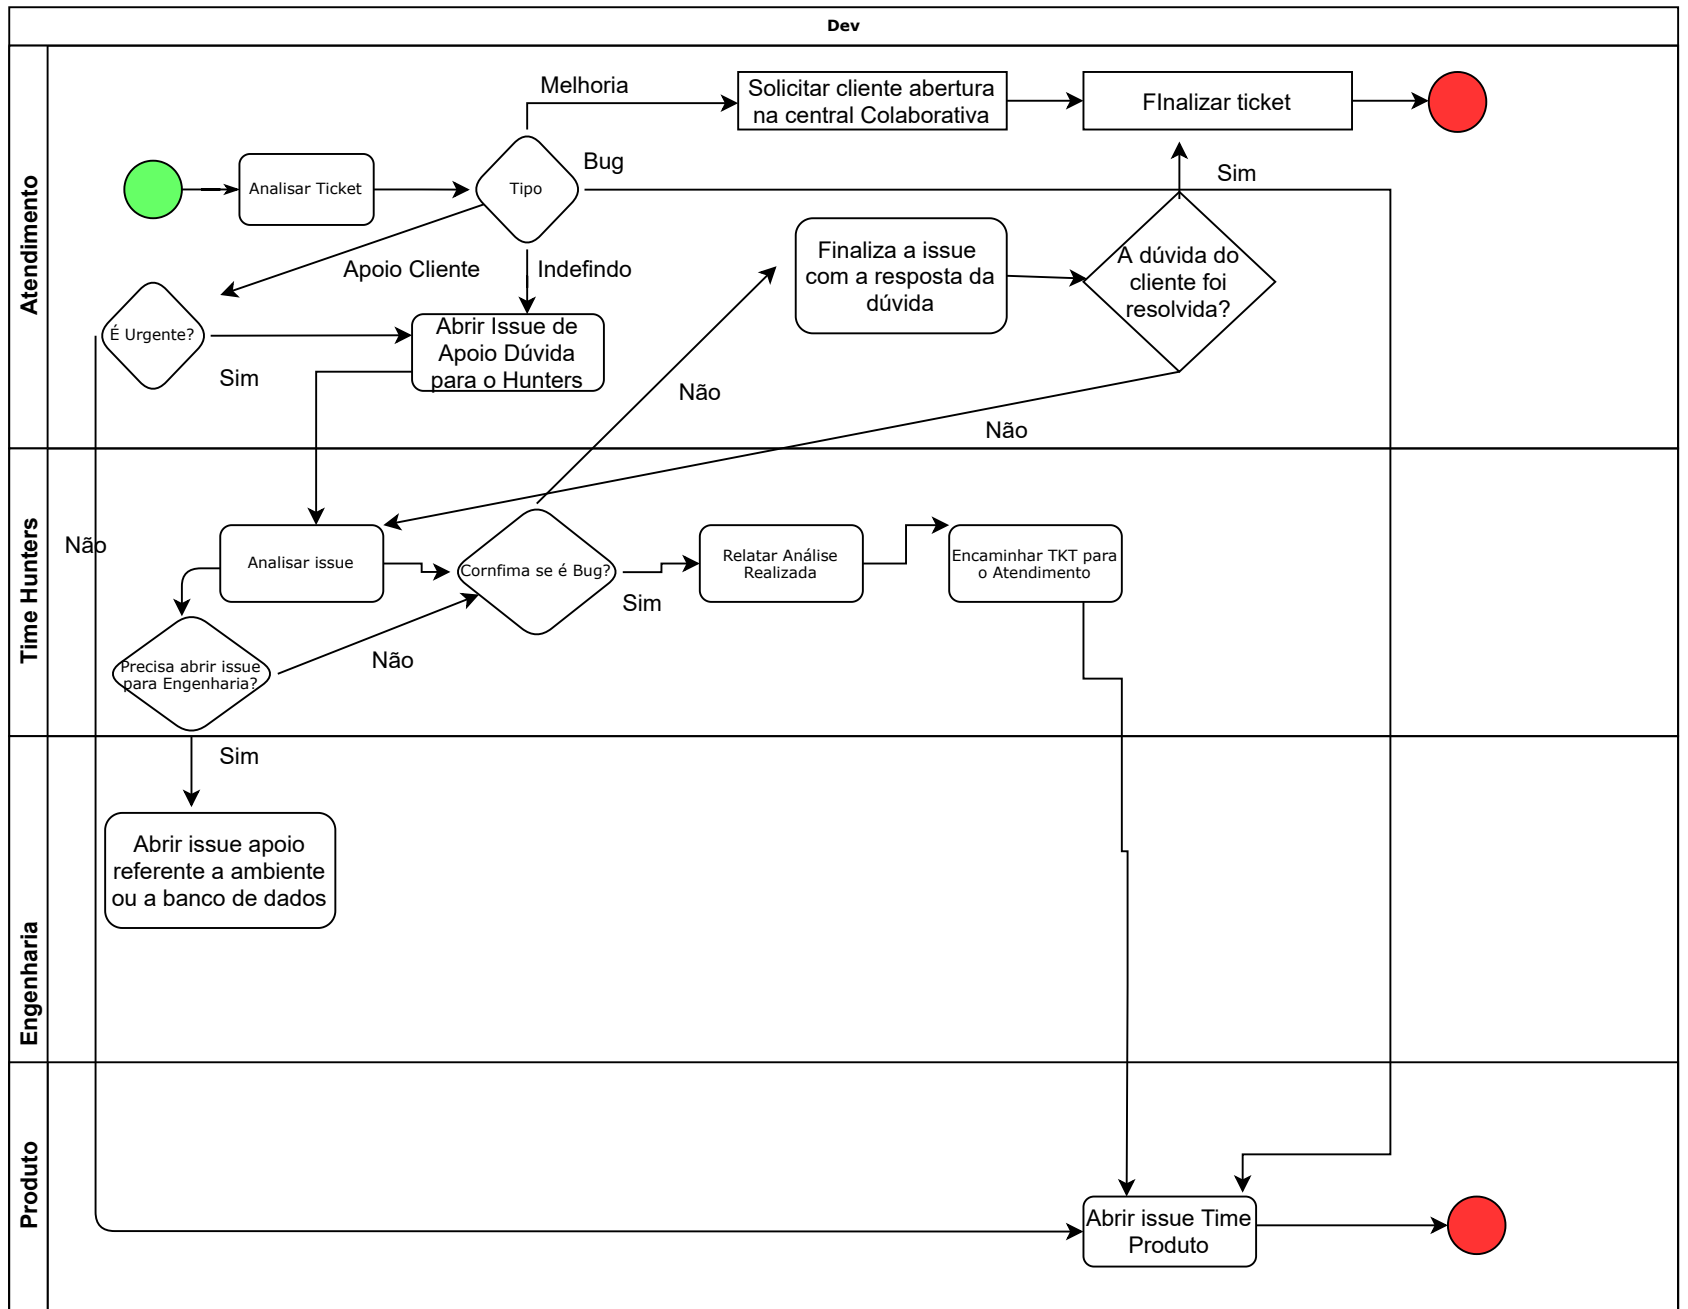 Dev
Atendimento
Melhoria
Solicitar cliente abertura
na central Colaborativa
FInalizar ticket
Analisar Ticket
Tipo
Bug
Sim
Apoio Cliente
Indefindo
Finaliza a issue
com a resposta da
dúvida
A dúvida do
cliente foi
resolvida?
É Urgente?
Sim
Abrir Issue de
Apoio Dúvida
para o Hunters
Não
Não
Time Hunters
Não
Analisar issue
Cornfima se é Bug?
Sim
Relatar Análise
Realizada
Encaminhar TKT para
o Atendimento
Precisa abrir issue
para Engenharia?
Não
Engenharia
Sim
Abrir issue apoio
referente a ambiente
ou a banco de dados
Produto
Abrir issue Time
Produto